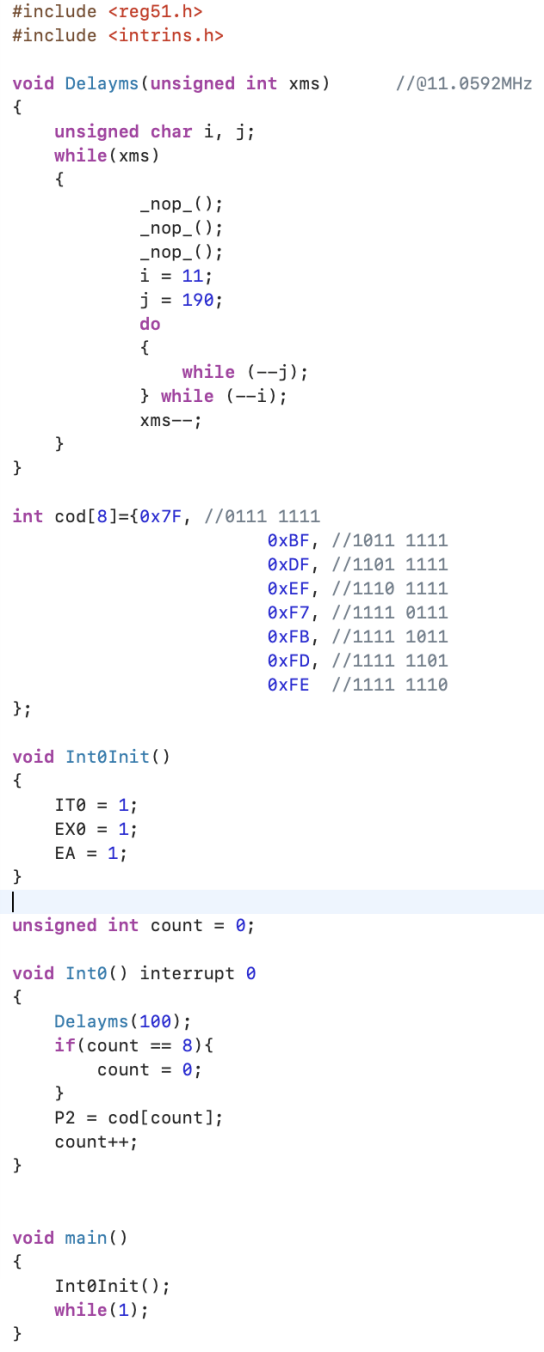 #include <reg51.h>
#include <intrins.h>
void Delayms(unsigned int xms) //@11.0592MHz
{
unsigned char i, j;
while(xms)
{
_nop_();
_nop_();
_nop_();
i = 11;
j = 190;
do
{
while (--j);
} while (--i);
xms--;
}
}
int cod[8]={0x7F, //0111 1111
0xBF, //1011 1111
0xDF, //1101 1111
0xEF, //1110 1111
0xF7, //1111 0111
0xFB, //1111 1011
0xFD, //1111 1101
0xFE //1111 1110
};
void Int0Init()
{
IT0 = 1;
EX0 = 1;
EA = 1;
}
unsigned int count = 0;
void Int0() interrupt 0
{
Delayms(100);
if(count == 8){
count = 0;
}
P2 = cod[count];
count++;
}
void main()
{
Int0Init();
while(1);
}